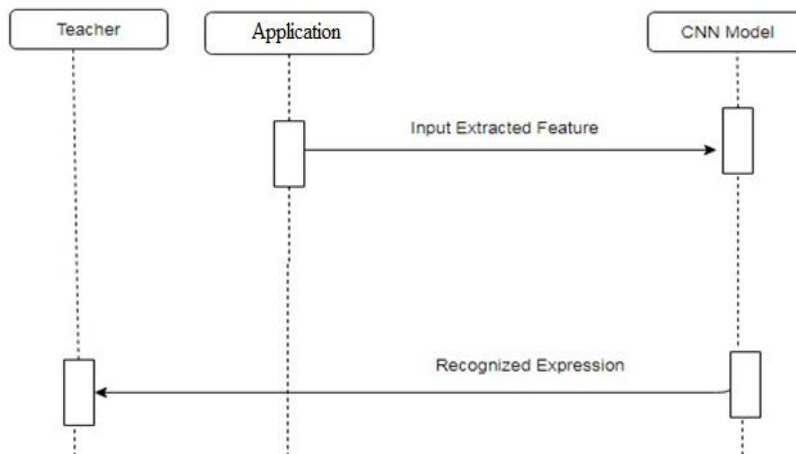 Teacher
Application
CNN Model
Input Extracted Feature
Recognized Expression